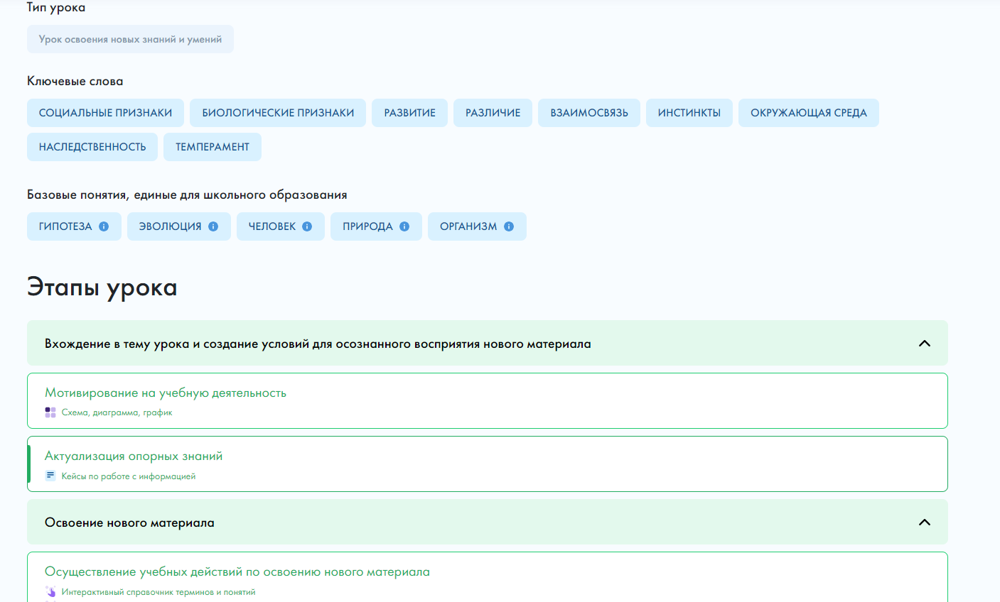 Тип урока
Урок освоения новых знаний и умений
Ключевые слова
СОЦИАЛЬНЫЕ ПРИЗНАКИ БИОЛОГИЧЕСКИЕ ПРИЗНАКИ РАЗВИТИЕ РАЗЛИЧИЕ ВЗАИМОСВЯЗЬ ИНСТИНКТЫ ОКРУЖАЮЩАЯ СРЕДА
НАСЛЕДСТВЕННОСТЬ ТЕМПЕРАМЕНТ
Базовые понятия, единые для школьного образования
ГИПОТЕЗА ЭВОЛЮЦИЯ ЧЕЛОВЕК ПРИРОДА ОРГАНИЗМ
Этапы урока
Вхождение в тему урока и создание условий для осознанного восприятия нового материала
Мотивирование на учебную деятельность
Схема, диаграмма, график
Актуализация опорных знаний
Кейсы по работе с информацией
Освоение нового материала
Осуществление учебных действий по освоению нового материала
Интерактивный справочник терминов и понятий